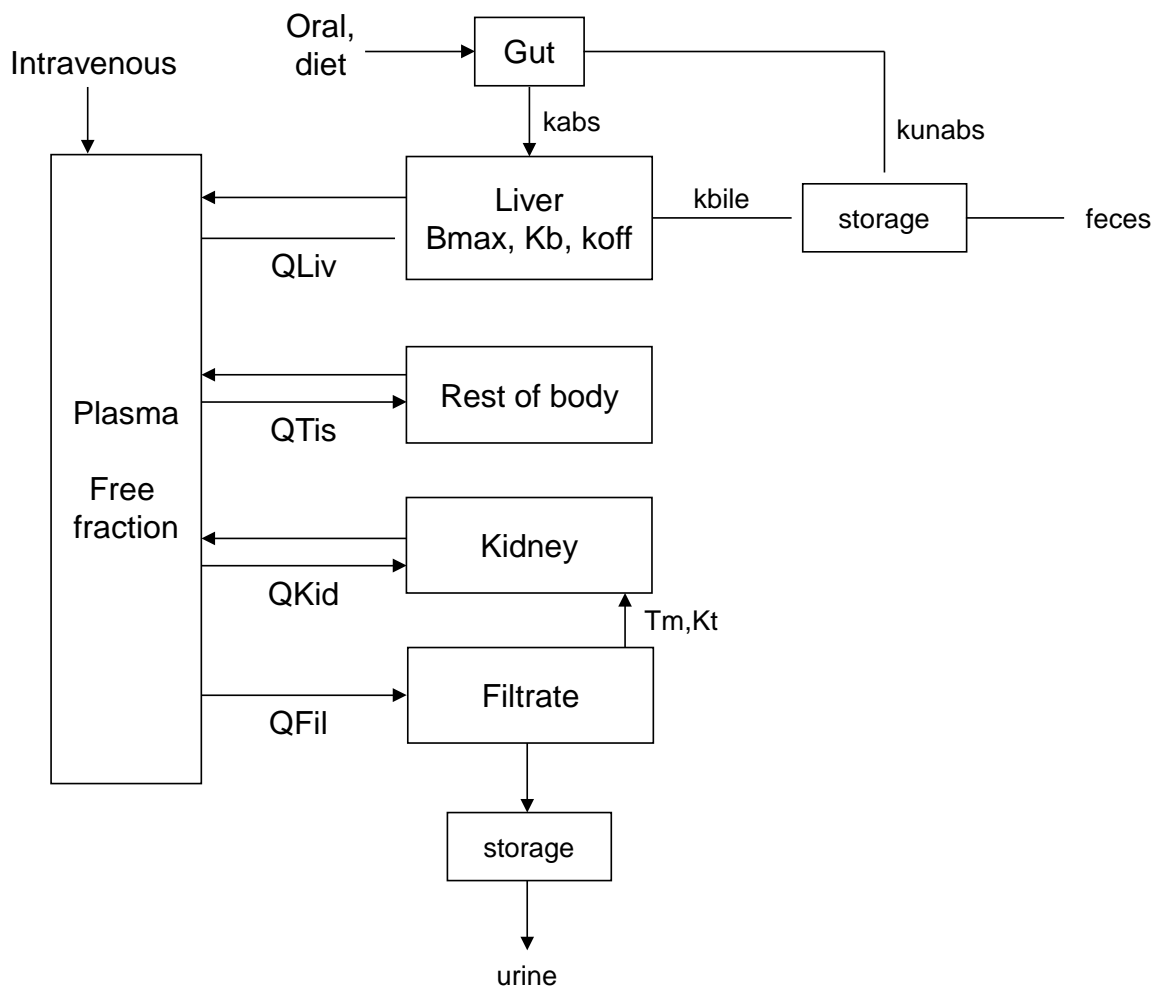 Oral,
diet
Gut
Intravenous
kabs
kunabs
Liver
Bmax, Kb, koff
kbile
storage
feces
QLiv
Rest of body
QTis
Plasma
Free
fraction
Kidney
QKid
Tm,Kt
Filtrate
QFil
storage
urine